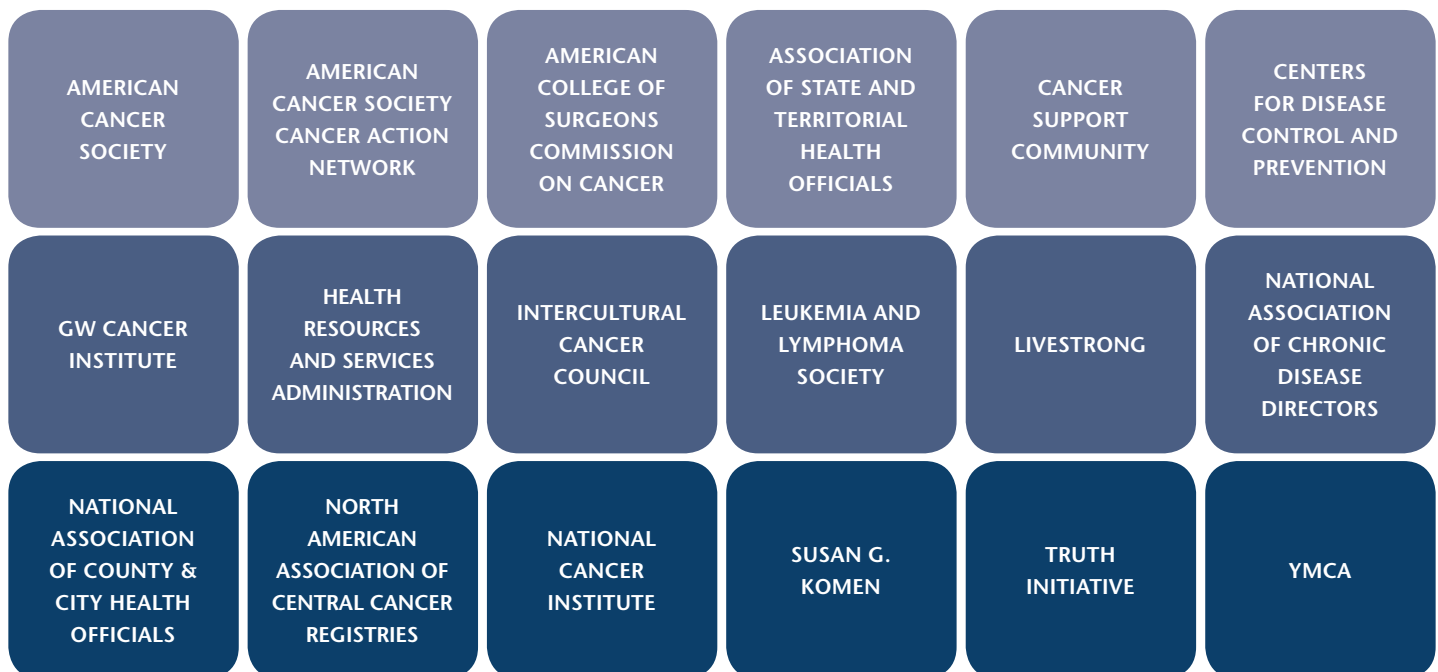 AMERICAN
CANCER
SOCIETY
AMERICAN
CANCER SOCIETY
CANCER ACTION
NETWORK
AMERICAN
COLLEGE OF
SURGEONS
COMMISSION
ON CANCER
ASSOCIATION
OF STATE AND
TERRITORIAL
HEALTH
OFFICIALS
CANCER
SUPPORT
COMMUNITY
CENTERS
FOR DISEASE
CONTROL AND
PREVENTION
GW CANCER
INSTITUTE
HEALTH
RESOURCES
AND SERVICES
ADMINISTRATION
INTERCULTURAL
CANCER
COUNCIL
LEUKEMIA AND
LYMPHOMA
SOCIETY
LIVESTRONG
NATIONAL
ASSOCIATION
OF CHRONIC
DISEASE
DIRECTORS
NATIONAL
ASSOCIATION
OF COUNTY &
CITY HEALTH
OFFICIALS
NORTH
AMERICAN
ASSOCIATION OF
CENTRAL CANCER
REGISTRIES
NATIONAL
CANCER
INSTITUTE
SUSAN G.
KOMEN
TRUTH
INITIATIVE
YMCA